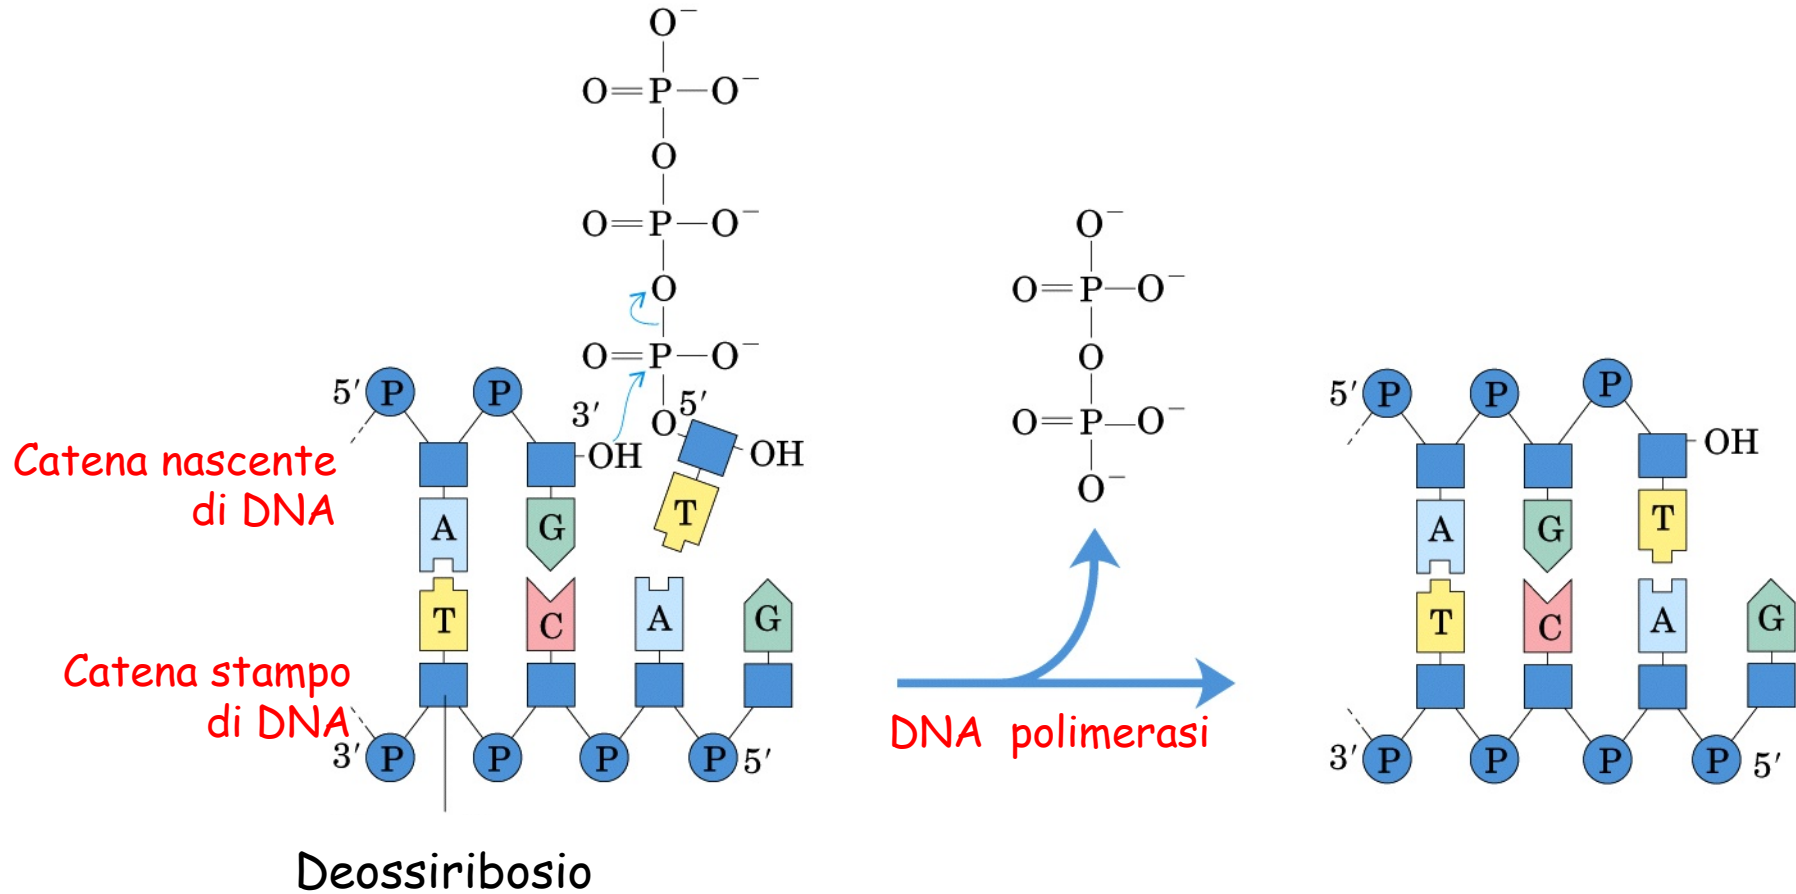 O⁻
O=P—O⁻
O
O=P—O⁻
O
O=P—O⁻
O 5′
5′ P P 3′ OH OH
Catena nascente
di DNA
A G T
T C A G
Catena stampo
di DNA
3′ P P P P 5′
Deossiribosio
O⁻
O=P—O⁻
O
O=P—O⁻
O⁻
DNA polimerasi
5′ P P P
OH
A G T
T C A G
3′ P P P P 5′